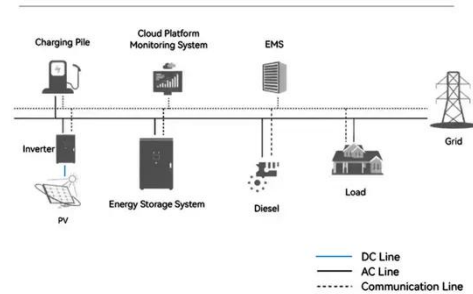 Charging Pile
Cloud Platform
Monitoring System
EMS
Grid
Inverter
PV
Energy Storage System
Diesel
Load
DC Line
AC Line
Communication Line